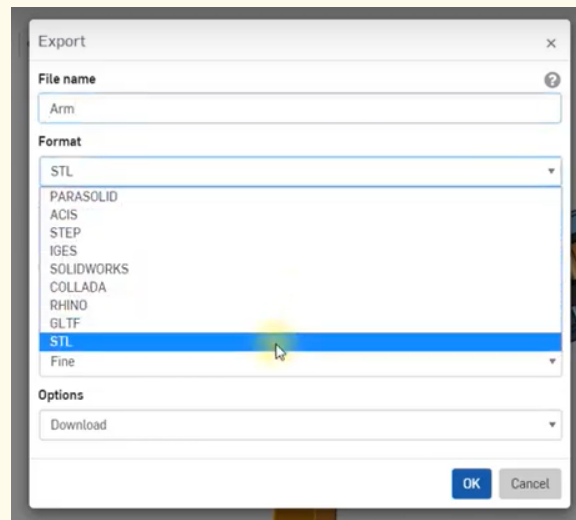 Export
×
File name
?
Arm
Format
STL
PARASOLID
ACIS
STEP
IGES
SOLIDWORKS
COLLADA
RHINO
GLTF
STL
Fine
Options
Download
OK Cancel